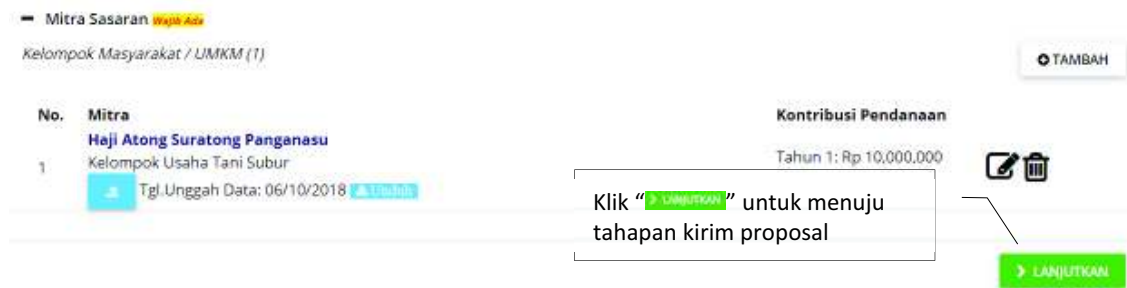 Mitra Sasaran Wajib Ada
Kelompok Masyarakat / UMKM (1)
TAMBAH
No. Mitra Kontribusi Pendanaan
Haji Atong Suratong Panganasu
1 Kelompok Usaha Tani Subur Tahun 1: Rp 10,000,000
Tgl.Unggah Data: 06/10/2018 Unduh
Klik “> LANJUTKAN” untuk menuju
tahapan kirim proposal
> LANJUTKAN